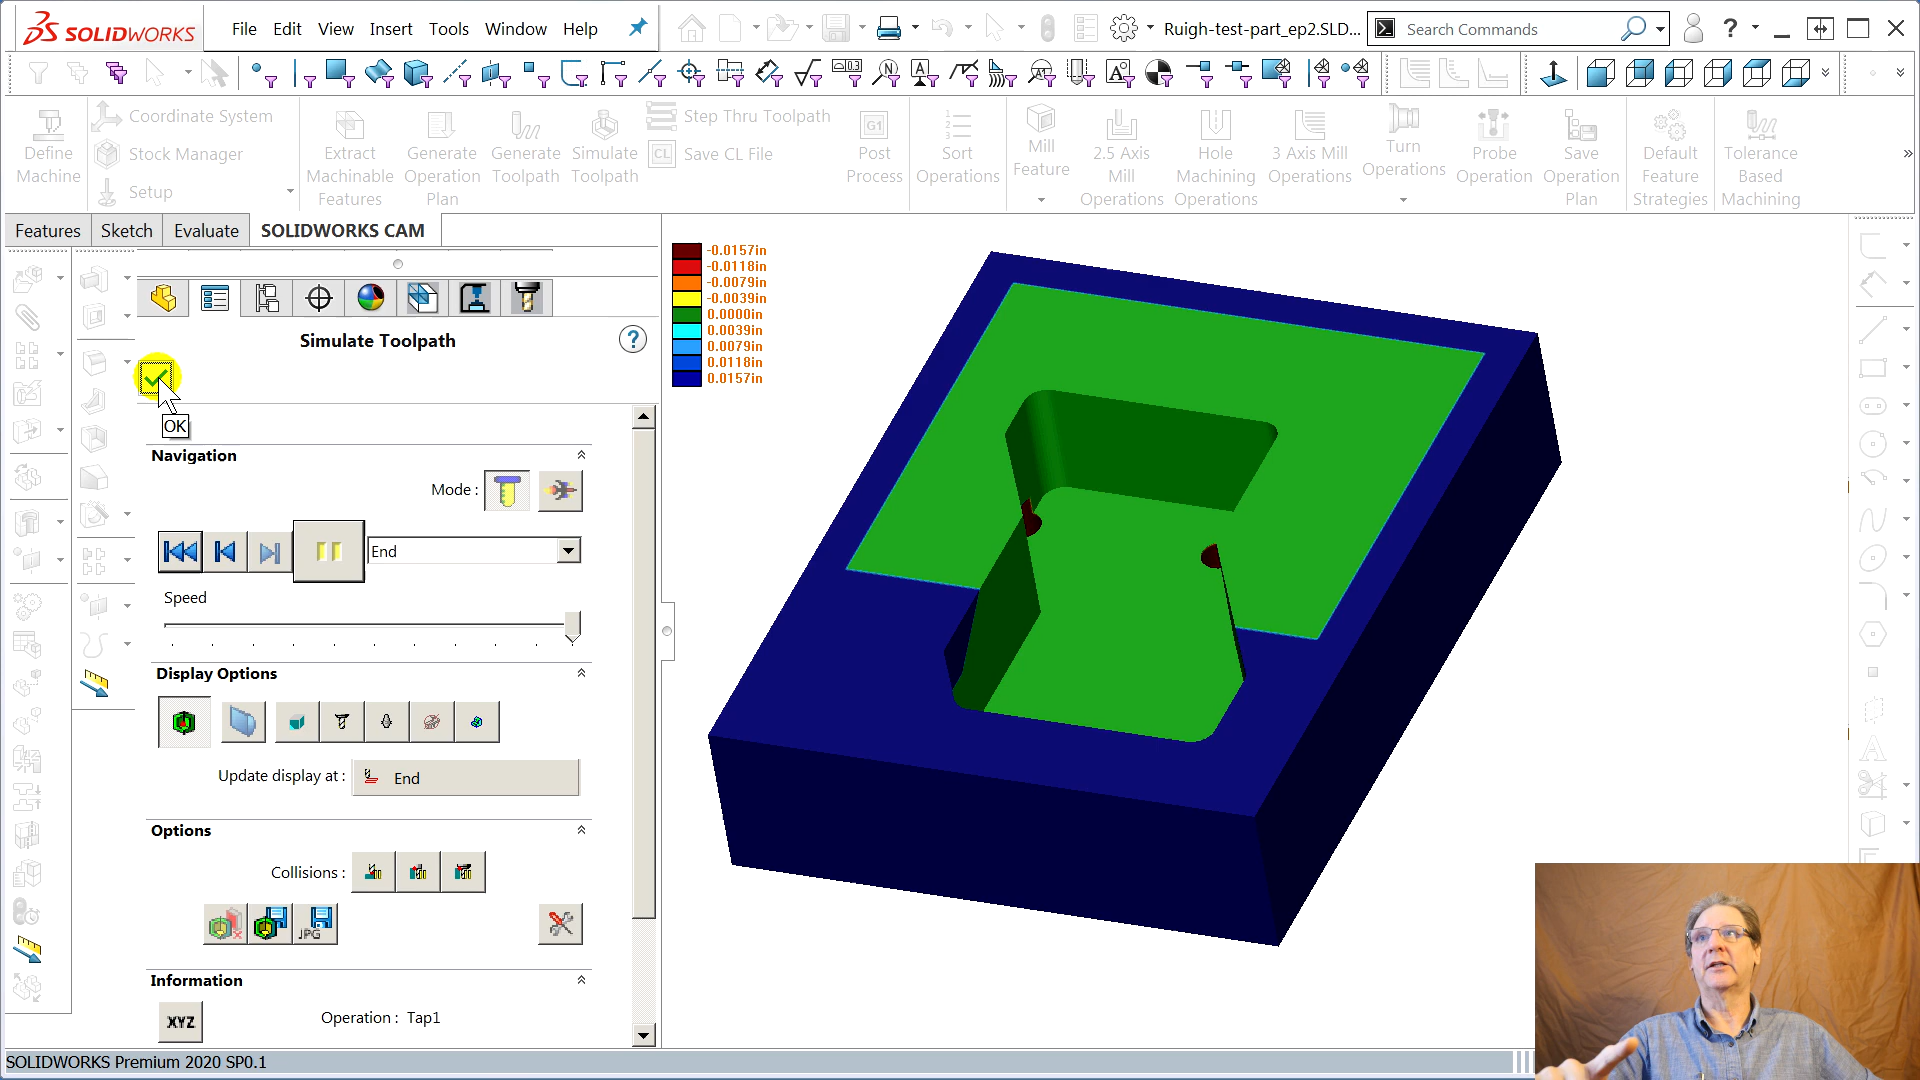 SOLIDWORKS
File Edit View Insert Tools Window Help
Ruigh-test-part_ep2.SLD...
Search Commands
Define Machine
Coordinate System
Stock Manager
Setup
Extract Machinable Features
Generate Operation Plan
Generate Toolpath
Simulate Toolpath
Step Thru Toolpath
CL Save CL File
G1 Post Process
Sort Operations
Mill Feature
2.5 Axis Mill Operations
Hole Machining Operations
3 Axis Mill Operations
Turn Operations
Probe Operation
Save Operation Plan
Default Feature Strategies
Tolerance Based Machining
Features Sketch Evaluate SOLIDWORKS CAM
Simulate Toolpath
OK
Navigation
Mode :
End
Speed
Display Options
Update display at : End
Options
Collisions :
JPG
Information
XYZ Operation : Tap1
-0.0157in
-0.0118in
-0.0079in
-0.0039in
0.0000in
0.0039in
0.0079in
0.0118in
0.0157in
SOLIDWORKS Premium 2020 SP0.1